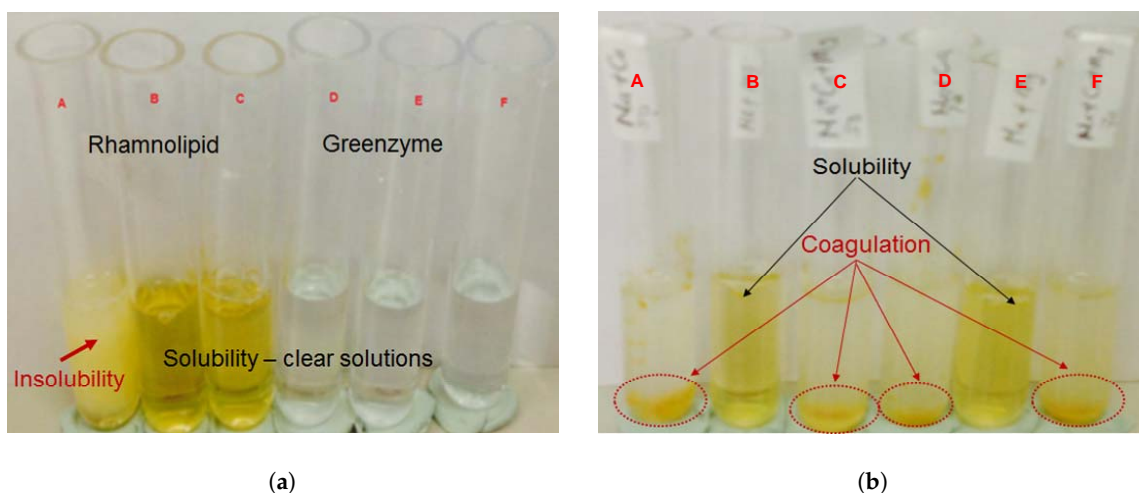 A B C D E F
Rhamnolipid Greenzyme
Insolubility
Solubility – clear solutions
(a)
A B C D E F
Solubility
Coagulation
(b)